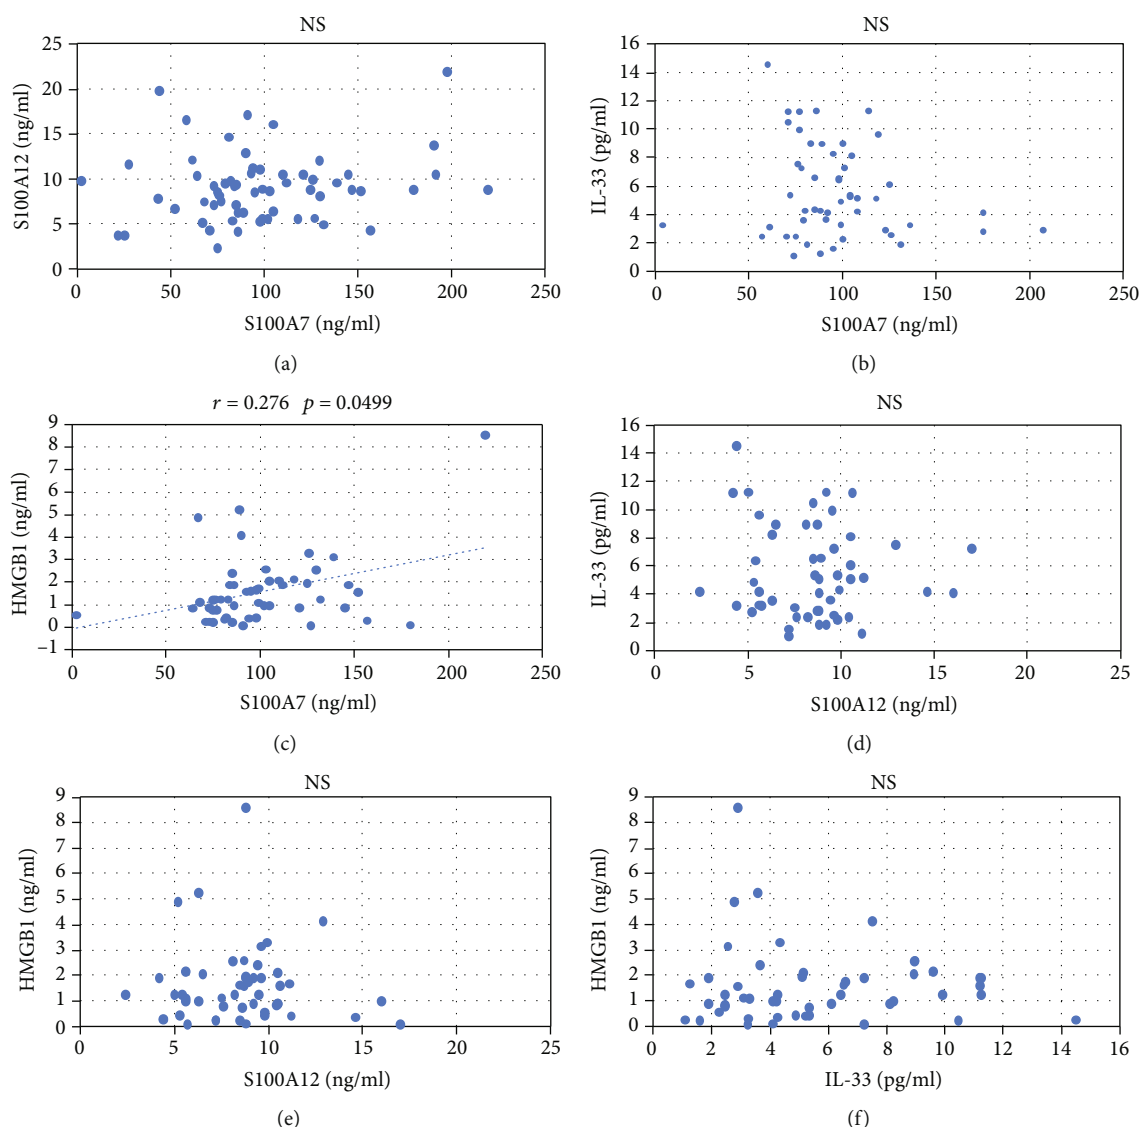 NS
S100A12 (ng/ml)
25
20
15
10
5
0
0 50 100 150 200 250
S100A7 (ng/ml)
(a)
NS
IL-33 (pg/ml)
16
14
12
10
8
6
4
2
0
0 50 100 150 200 250
S100A7 (ng/ml)
(b)
r = 0.276 p = 0.0499
HMGB1 (ng/ml)
9
8
7
6
5
4
3
2
1
0
−1
0 50 100 150 200 250
S100A7 (ng/ml)
(c)
NS
IL-33 (pg/ml)
16
14
12
10
8
6
4
2
0
0 5 10 15 20 25
S100A12 (ng/ml)
(d)
NS
HMGB1 (ng/ml)
9
8
7
6
5
4
3
2
1
0
0 5 10 15 20 25
S100A12 (ng/ml)
(e)
NS
HMGB1 (ng/ml)
9
8
7
6
5
4
3
2
1
0
0 2 4 6 8 10 12 14 16
IL-33 (pg/ml)
(f)